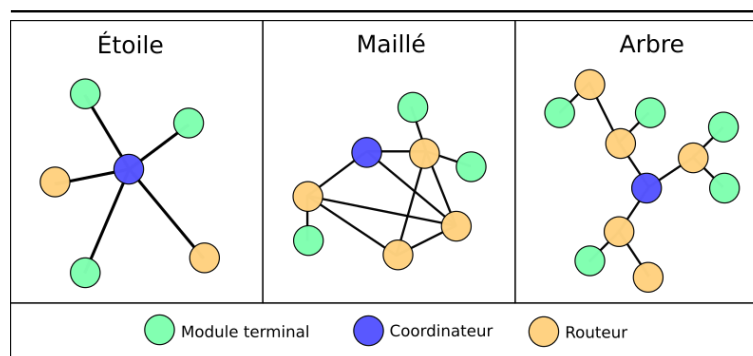 Étoile
Maillé
Arbre
Module terminal
Coordinateur
Routeur